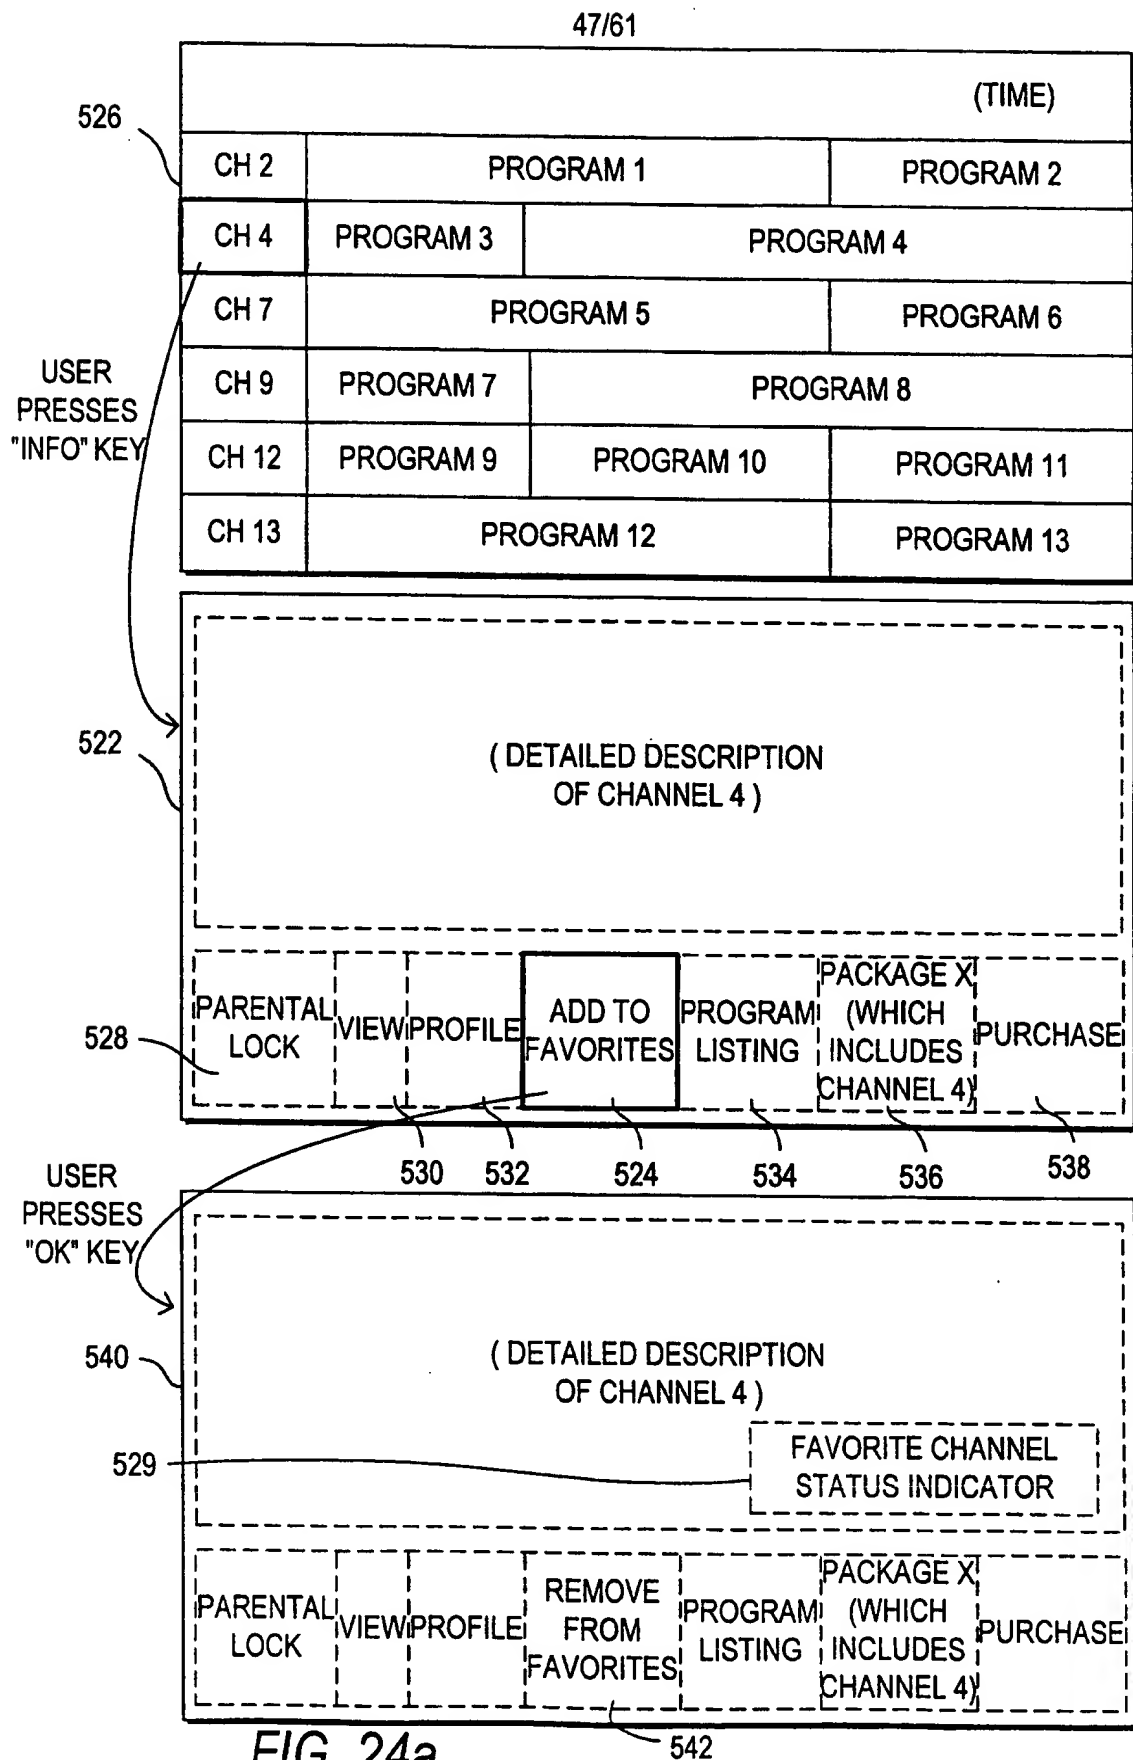 47/61
(TIME)
526
CH 2 PROGRAM 1 PROGRAM 2
CH 4 PROGRAM 3 PROGRAM 4
CH 7 PROGRAM 5 PROGRAM 6
CH 9 PROGRAM 7 PROGRAM 8
CH 12 PROGRAM 9 PROGRAM 10 PROGRAM 11
CH 13 PROGRAM 12 PROGRAM 13
USER
PRESSES
"INFO" KEY
522
( DETAILED DESCRIPTION
OF CHANNEL 4 )
528
PARENTAL
LOCK
VIEW
PROFILE
ADD TO
FAVORITES
PROGRAM
LISTING
PACKAGE X
(WHICH
INCLUDES
CHANNEL 4)
PURCHASE
530 532 524 534 536 538
USER
PRESSES
"OK" KEY
540
( DETAILED DESCRIPTION
OF CHANNEL 4 )
529
FAVORITE CHANNEL
STATUS INDICATOR
PARENTAL
LOCK
VIEW
PROFILE
REMOVE
FROM
FAVORITES
PROGRAM
LISTING
PACKAGE X
(WHICH
INCLUDES
CHANNEL 4)
PURCHASE
542
FIG. 24a